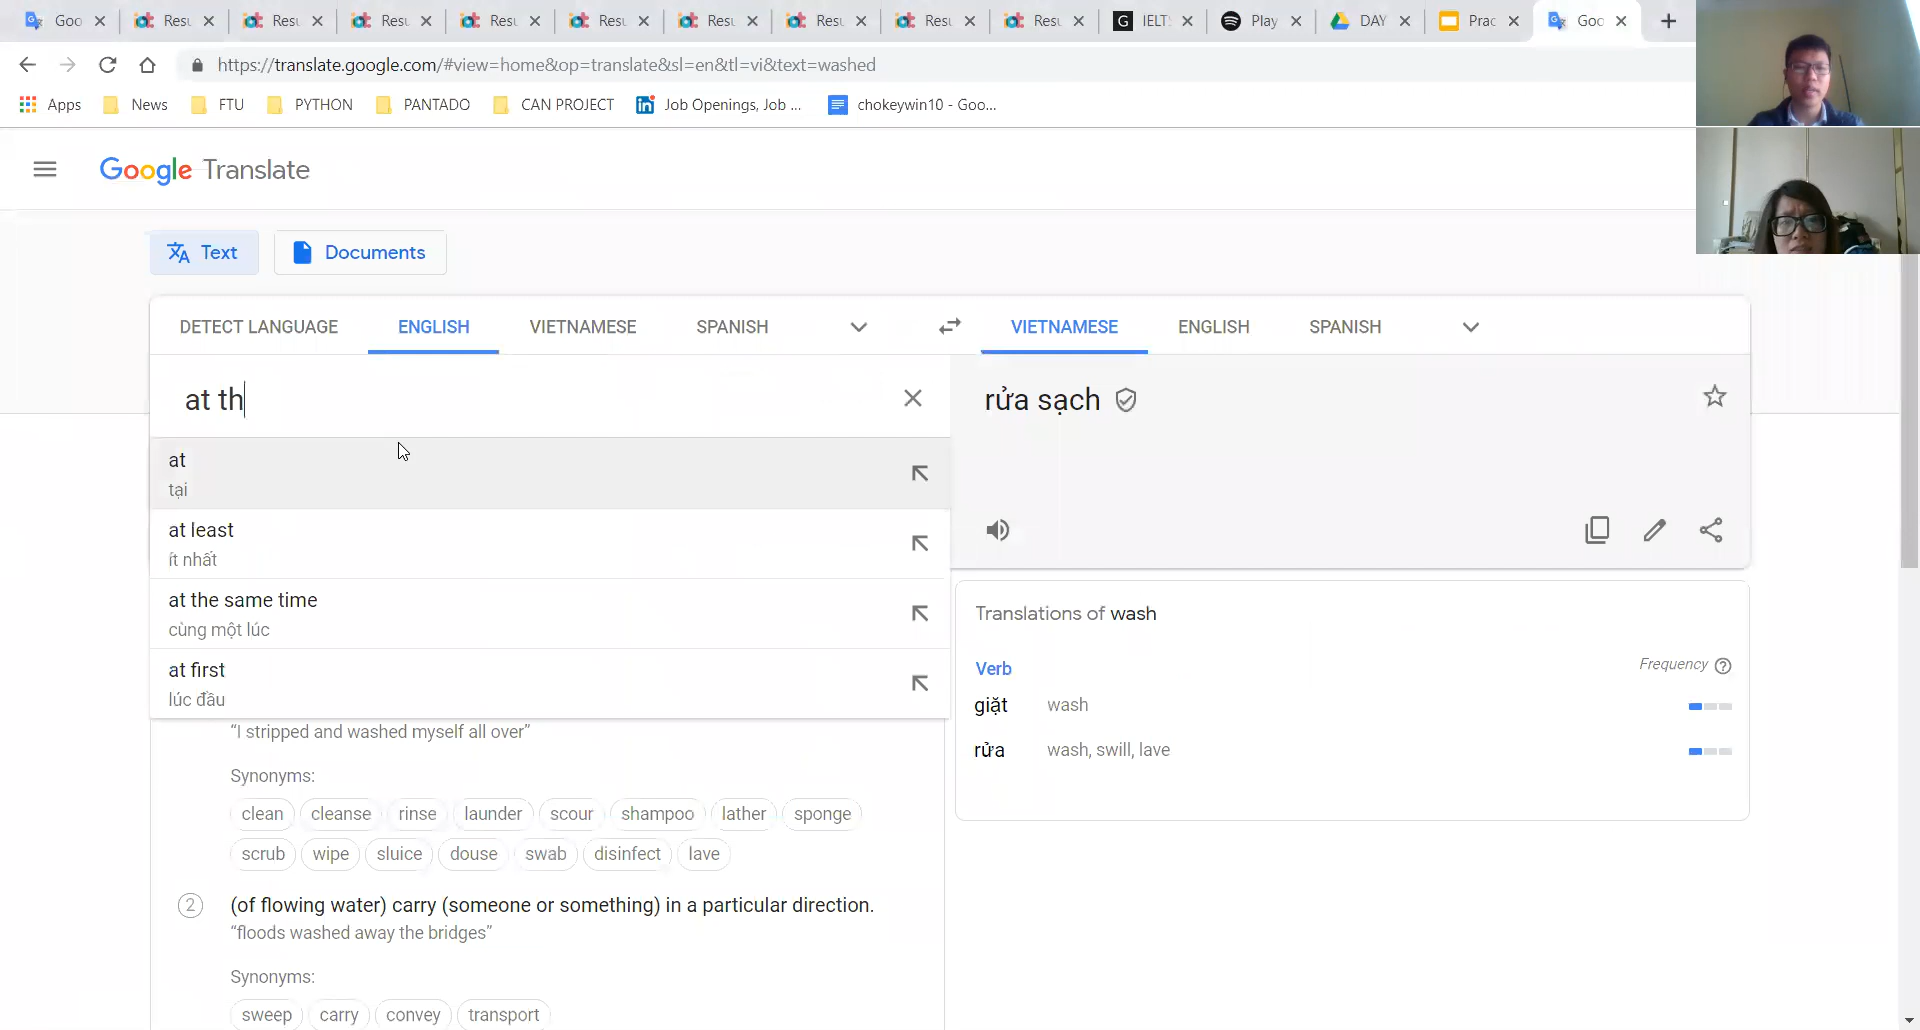 Goo
Resu
Resu
Resu
Resu
Resu
Resu
Resu
Resu
Resu
G IELT
Play
DAY
Prac
Goo
https://translate.google.com/#view=home&op=translate&sl=en&tl=vi&text=washed
Apps News FTU PYTHON PANTADO CAN PROJECT in Job Openings, Job ... chokeywin10 - Goo...
Google Translate
Text Documents
DETECT LANGUAGE ENGLISH VIETNAMESE SPANISH VIETNAMESE ENGLISH SPANISH
at th
rửa sạch
at
tại
at least
ít nhất
at the same time
cùng một lúc
at first
lúc đầu
“I stripped and washed myself all over”
Synonyms:
clean cleanse rinse launder scour shampoo lather sponge
scrub wipe sluice douse swab disinfect lave
2 (of flowing water) carry (someone or something) in a particular direction.
“floods washed away the bridges”
Synonyms:
sweep carry convey transport
Translations of wash
Verb Frequency
giặt wash
rửa wash, swill, lave